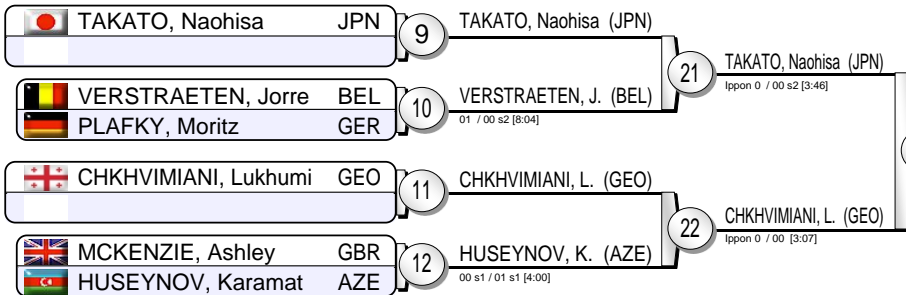 TAKATO, Naohisa JPN
9
TAKATO, Naohisa (JPN)
VERSTRAETEN, Jorre BEL
PLAFKY, Moritz GER
10
VERSTRAETEN, J. (BEL)
01 / 00 s2 [8:04]
21
TAKATO, Naohisa (JPN)
Ippon 0 / 00 s2 [3:46]
CHKHVIMIANI, Lukhumi GEO
11
CHKHVIMIANI, L. (GEO)
MCKENZIE, Ashley GBR
HUSEYNOV, Karamat AZE
12
HUSEYNOV, K. (AZE)
00 s1 / 01 s1 [4:00]
22
CHKHVIMIANI, L. (GEO)
Ippon 0 / 00 [3:07]